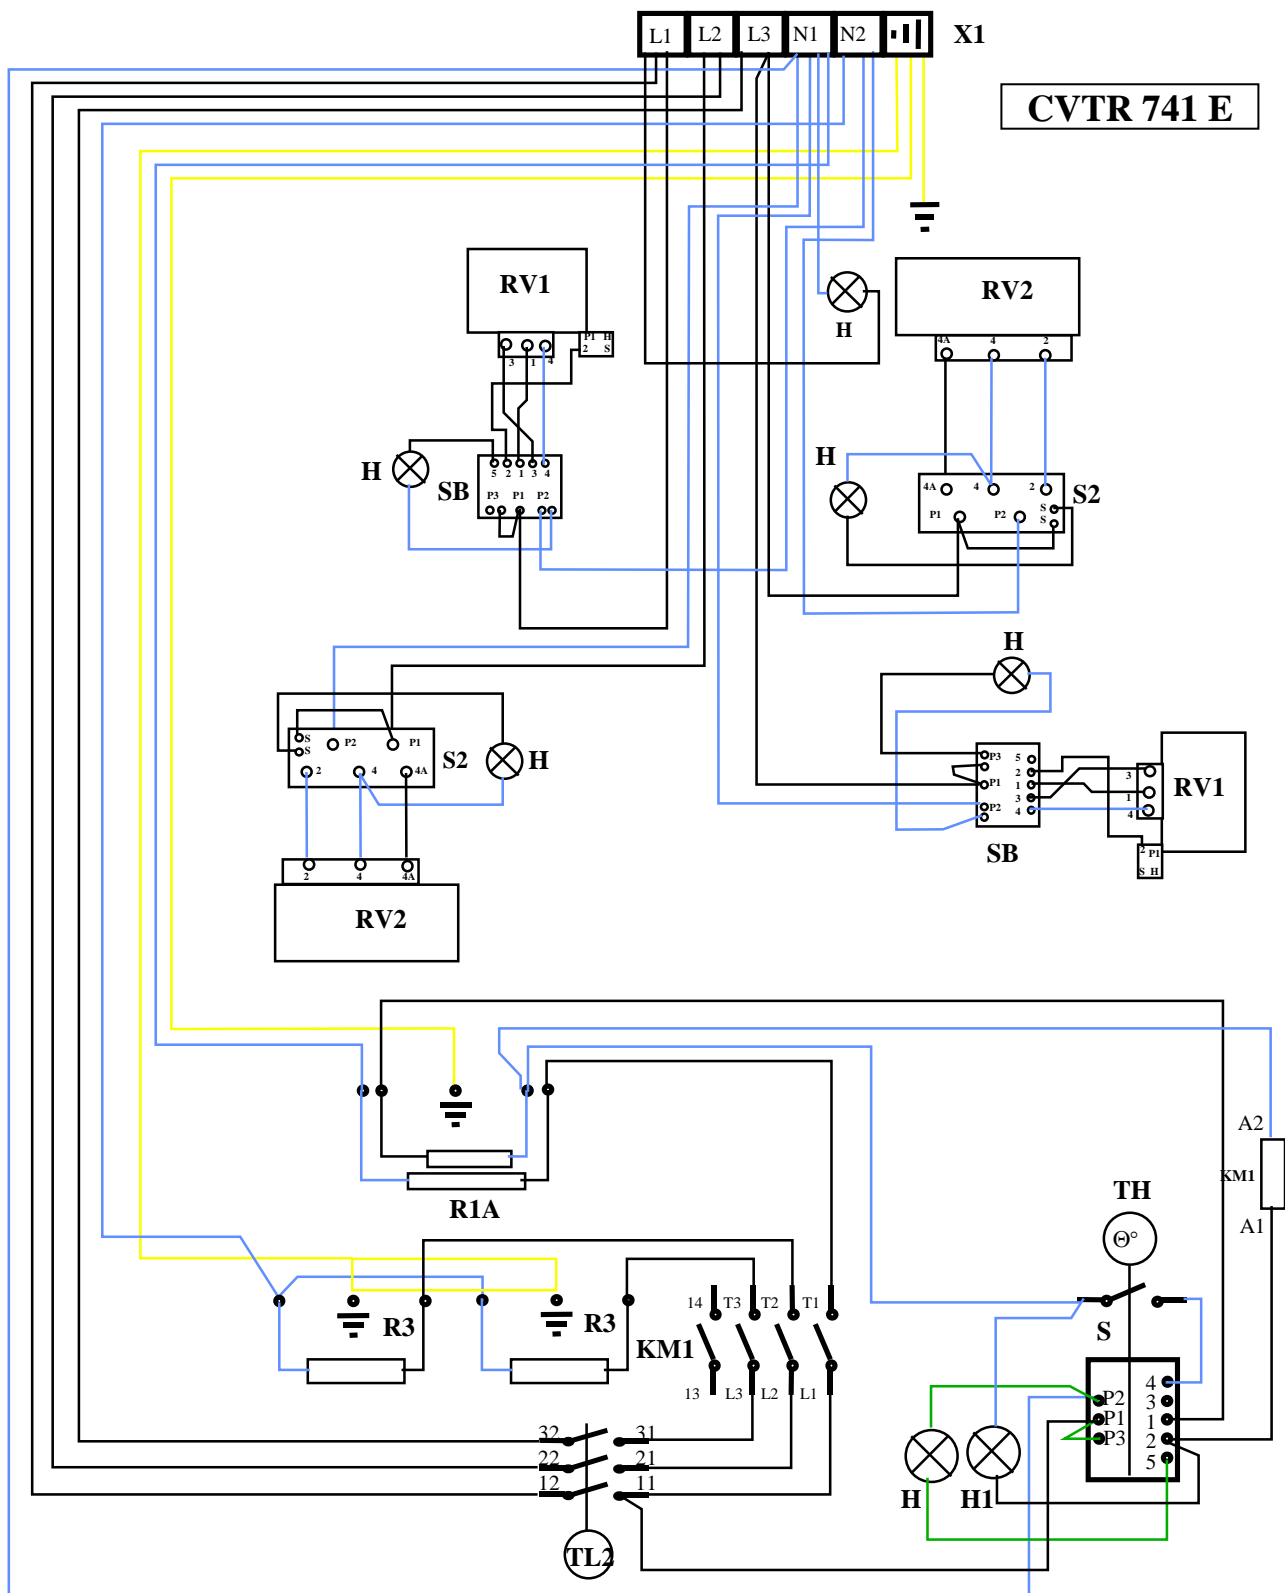 L1 L2 L3 N1 N2 X1
CVTR 741 E
RV1
P1 H
2 S
3 1 4
H
RV2
4A 4 2
H
5 2 1 3 4
SB
P3 P1 P2
H
4A 4 2
S2
P1 P2 S
S
H
S P2 P1
S
2 4 4A
S2
H
2 4 4A
RV2
P3 5
2
P1 1
3
P2 4
SB
3
1
4
RV1
2 P1
S H
R1A
A2
KM1
A1
TH
Θ°
S
R3
R3
KM1
14 T3 T2 T1
13 L3 L2 L1
32 31
22 21
12 11
TL2
P2 4
3
P1 1
P3 2
5
H H1